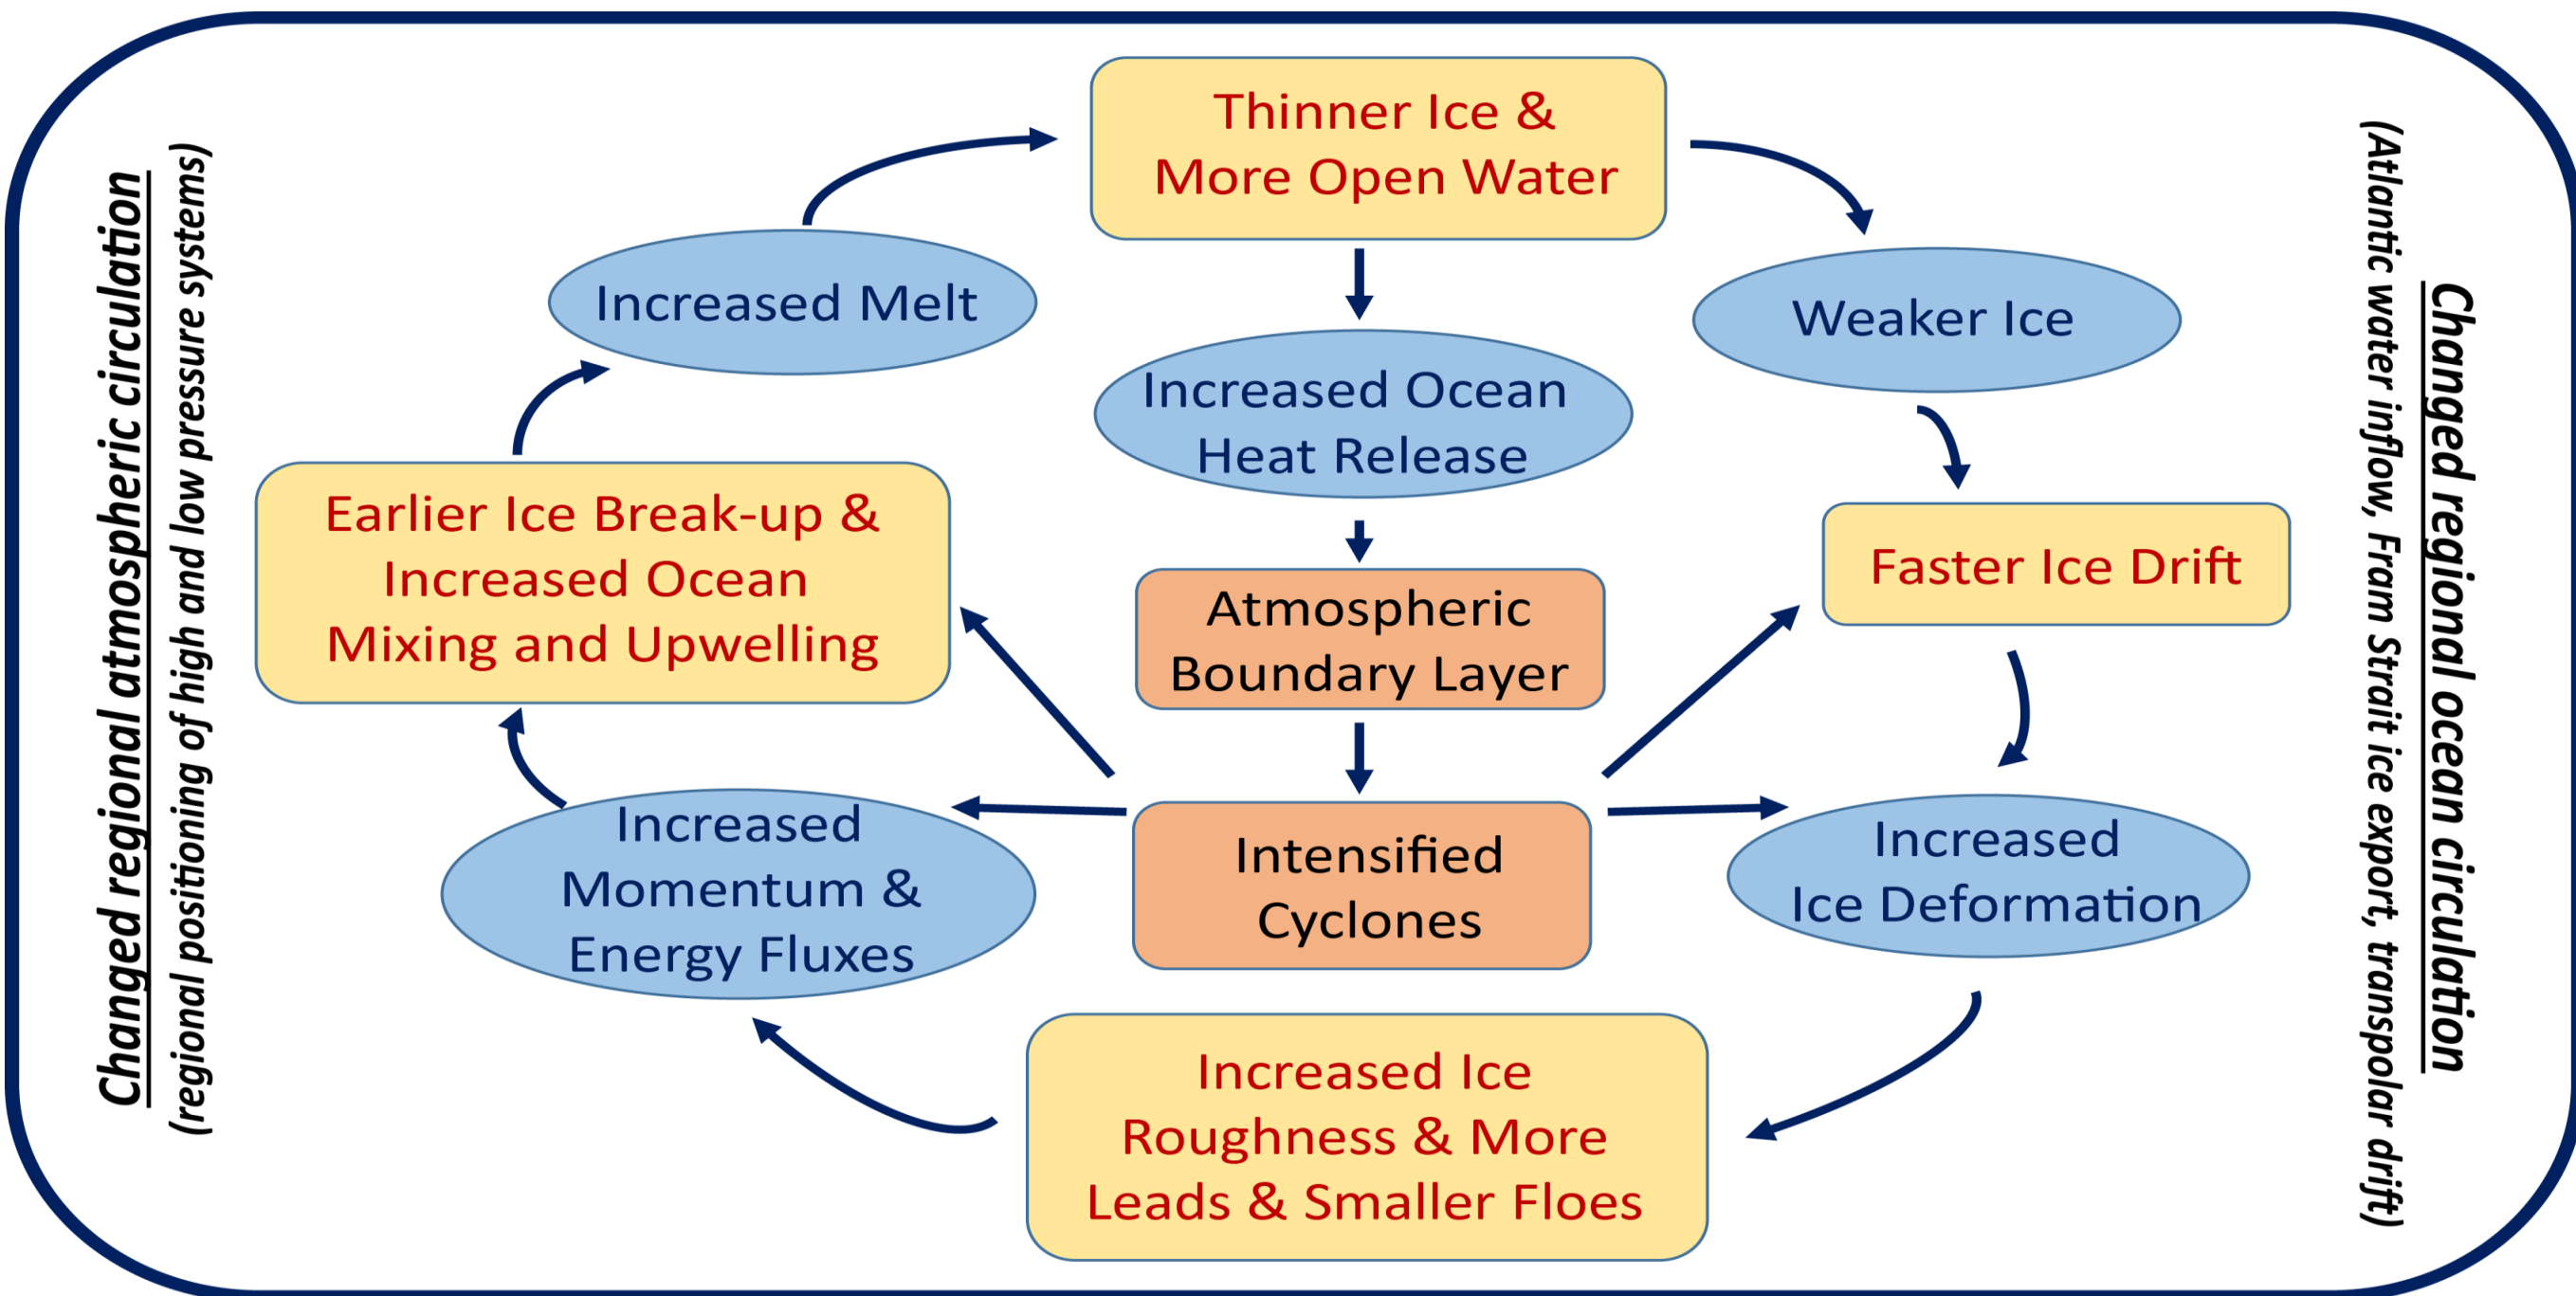 Changed regional atmospheric circulation
(regional positioning of high and low pressure systems)
Thinner Ice &
More Open Water
Increased Melt
Weaker Ice
Increased Ocean
Heat Release
Earlier Ice Break-up &
Increased Ocean
Mixing and Upwelling
Faster Ice Drift
Atmospheric
Boundary Layer
Increased
Momentum &
Energy Fluxes
Intensified
Cyclones
Increased
Ice Deformation
Increased Ice
Roughness & More
Leads & Smaller Floes
Changed regional ocean circulation
(Atlantic water inflow, Fram Strait ice export, transpolar drift)